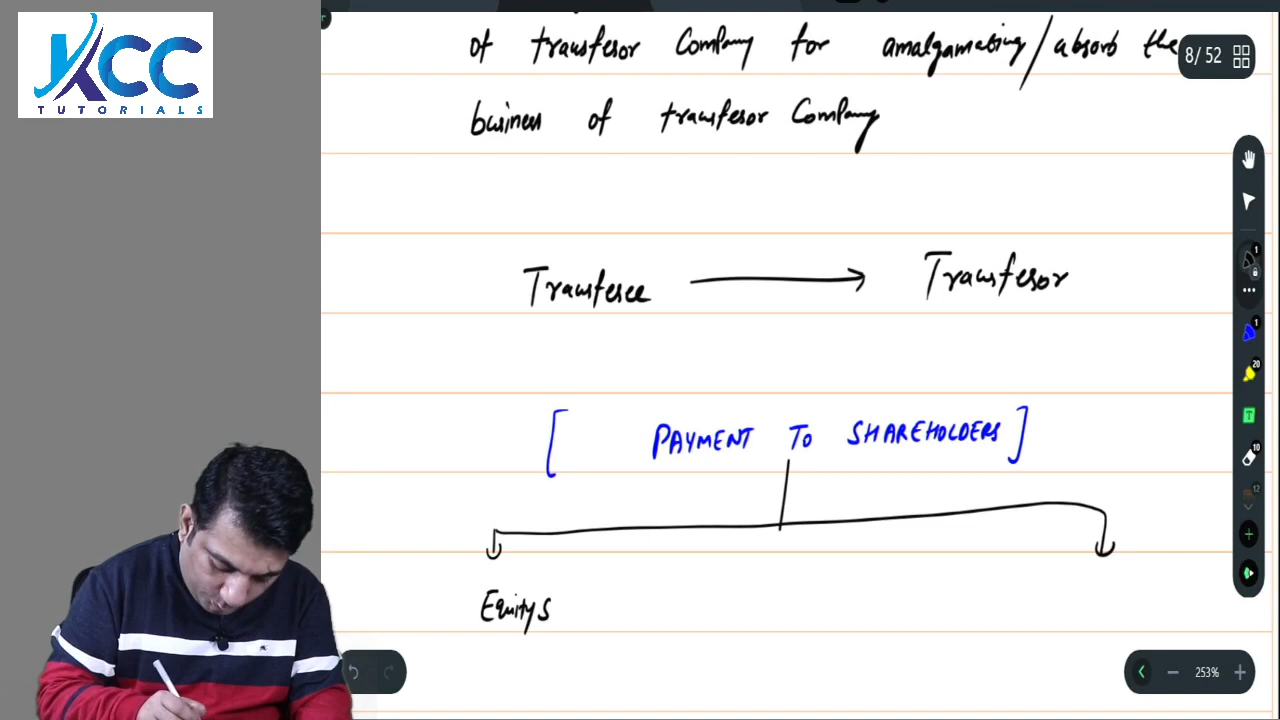 KCC
TUTORIALS
of transferor Company for amalgamating/absorb the
8/ 52
business of transferor Company
Transferee → Transferor
[ PAYMENT TO SHAREHOLDERS ]
Equity S
253%